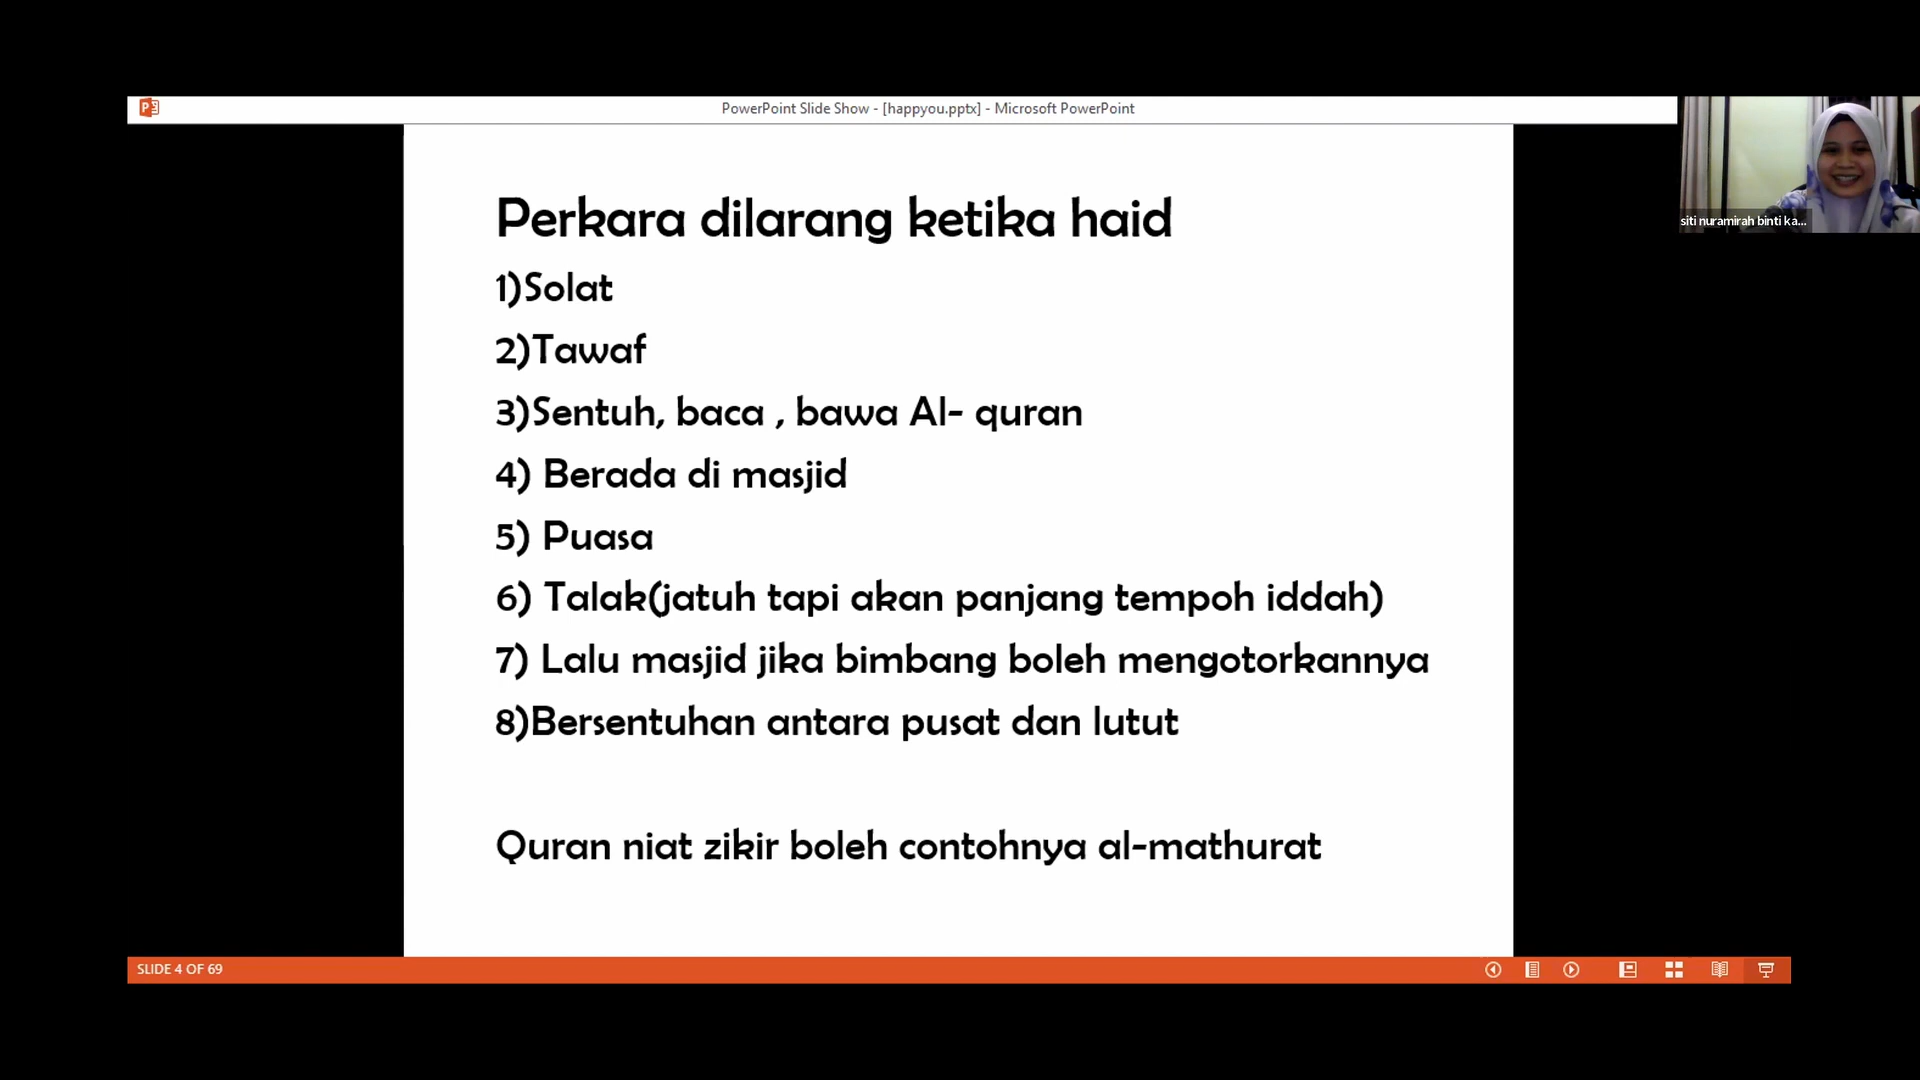 PowerPoint Slide Show - [happyou.pptx] - Microsoft PowerPoint
siti nuramirah binti ka...
Perkara dilarang ketika haid
1)Solat
2)Tawaf
3)Sentuh, baca , bawa Al- quran
4) Berada di masjid
5) Puasa
6) Talak(jatuh tapi akan panjang tempoh iddah)
7) Lalu masjid jika bimbang boleh mengotorkannya
8)Bersentuhan antara pusat dan lutut
Quran niat zikir boleh contohnya al-mathurat
SLIDE 4 OF 69